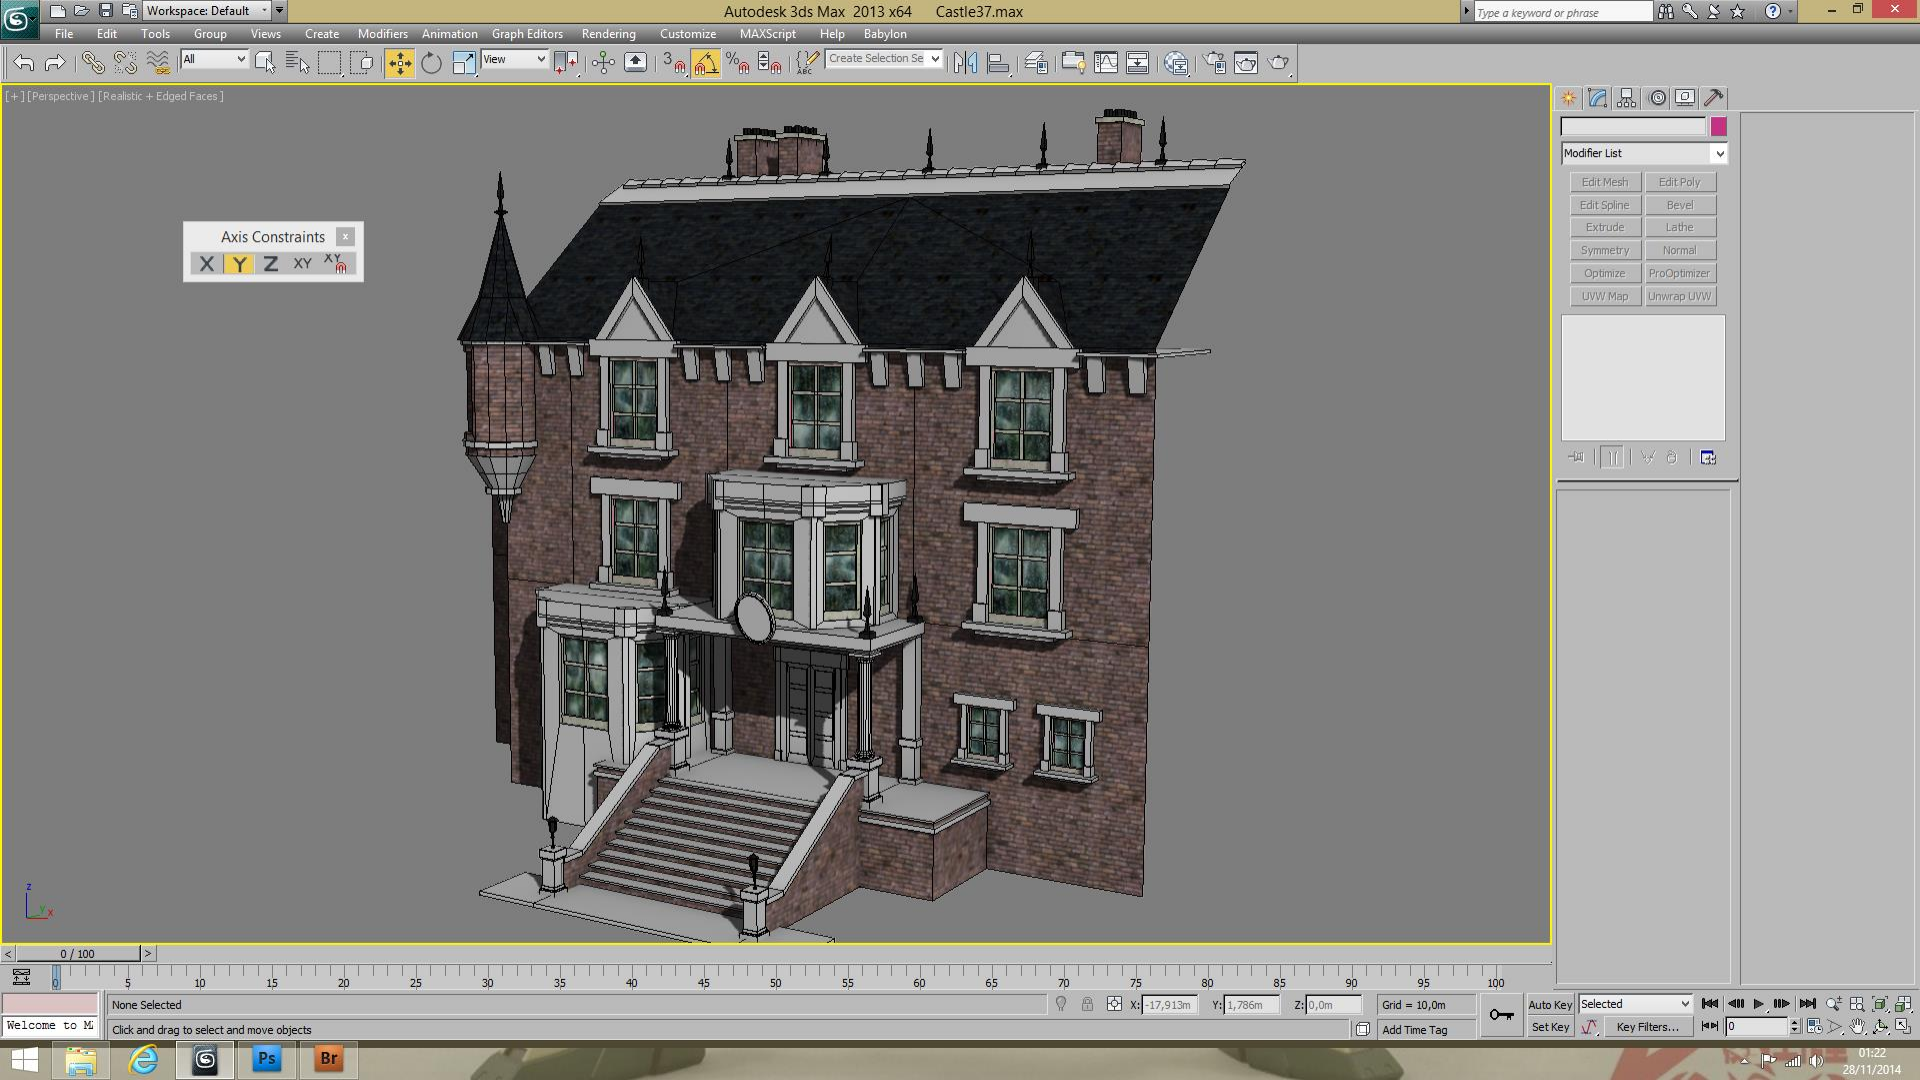 Workspace: Default
Autodesk 3ds Max 2013 x64 Castle37.max
Type a keyword or phrase
File Edit Tools Group Views Create Modifiers Animation Graph Editors Rendering Customize MAXScript Help Babylon
All
View
3
%
ABC
Create Selection Se
[+][Perspective][Realistic + Edged Faces]
Modifier List
Edit Mesh Edit Poly
Edit Spline Bevel
Extrude Lathe
Symmetry Normal
Optimize ProOptimizer
UVW Map Unwrap UVW
Axis Constraints x
X Y Z XY XY
z
y x
< 0 / 100 >
0 5 10 15 20 25 30 35 40 45 50 55 60 65 70 75 80 85 90 95 100
None Selected
X: -17,913m Y: 1,786m Z: 0,0m
Grid = 10,0m
Auto Key Selected
Welcome to M
Click and drag to select and move objects
Add Time Tag
Set Key Key Filters...
0
Ps Br
01:22
28/11/2014